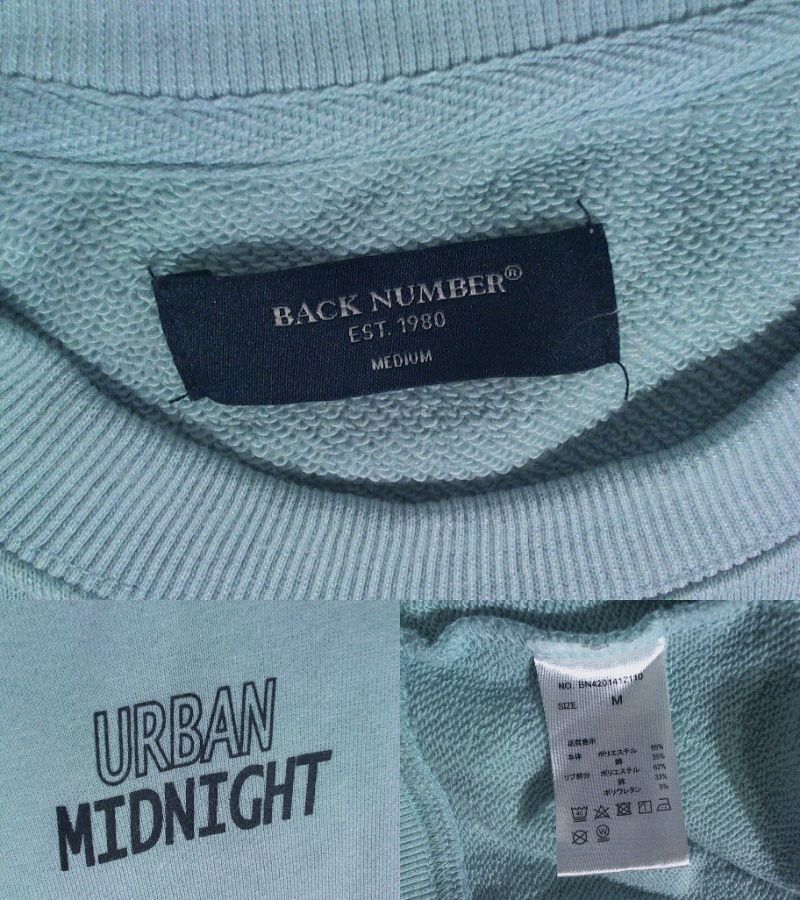 BACK NUMBER®
EST. 1980
MEDIUM
URBAN
MIDNIGHT
NO. BN4201412110
SIZE M
品質表示
本体 ポリエステル 65%
綿 35%
リブ部分 ポリエステル 62%
綿 33%
ポリウレタン 5%
40
W